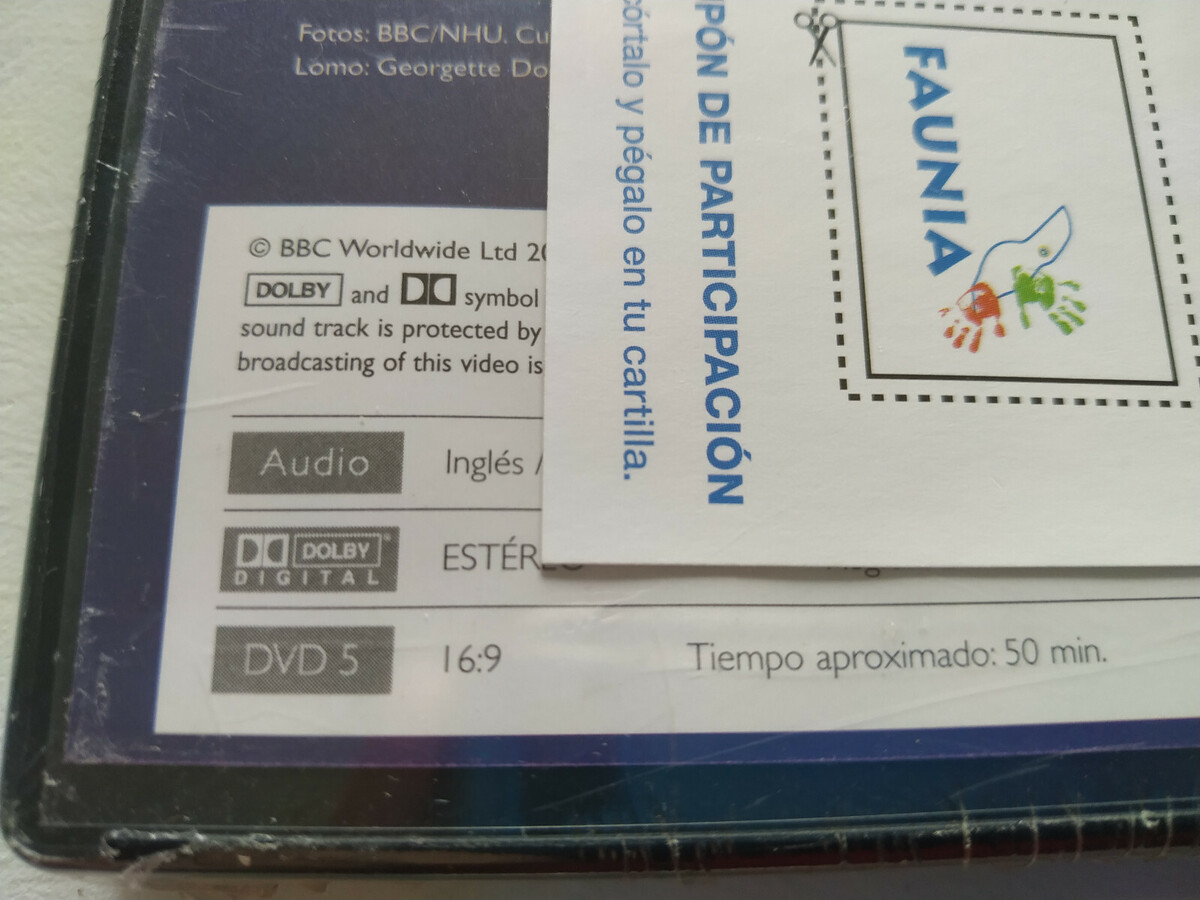 Fotos: BBC/NHU. Cu
Lomo: Georgette Do
© BBC Worldwide Ltd 20
DOLBY and symbol
sound track is protected by
broadcasting of this video is
Audio Inglés /
DOLBY DIGITAL ESTÉREO
DVD 5 16:9 Tiempo aproximado: 50 min.
PÓN DE PARTICIPACIÓN
córtalo y pégalo en tu cartilla.
FAUNIA